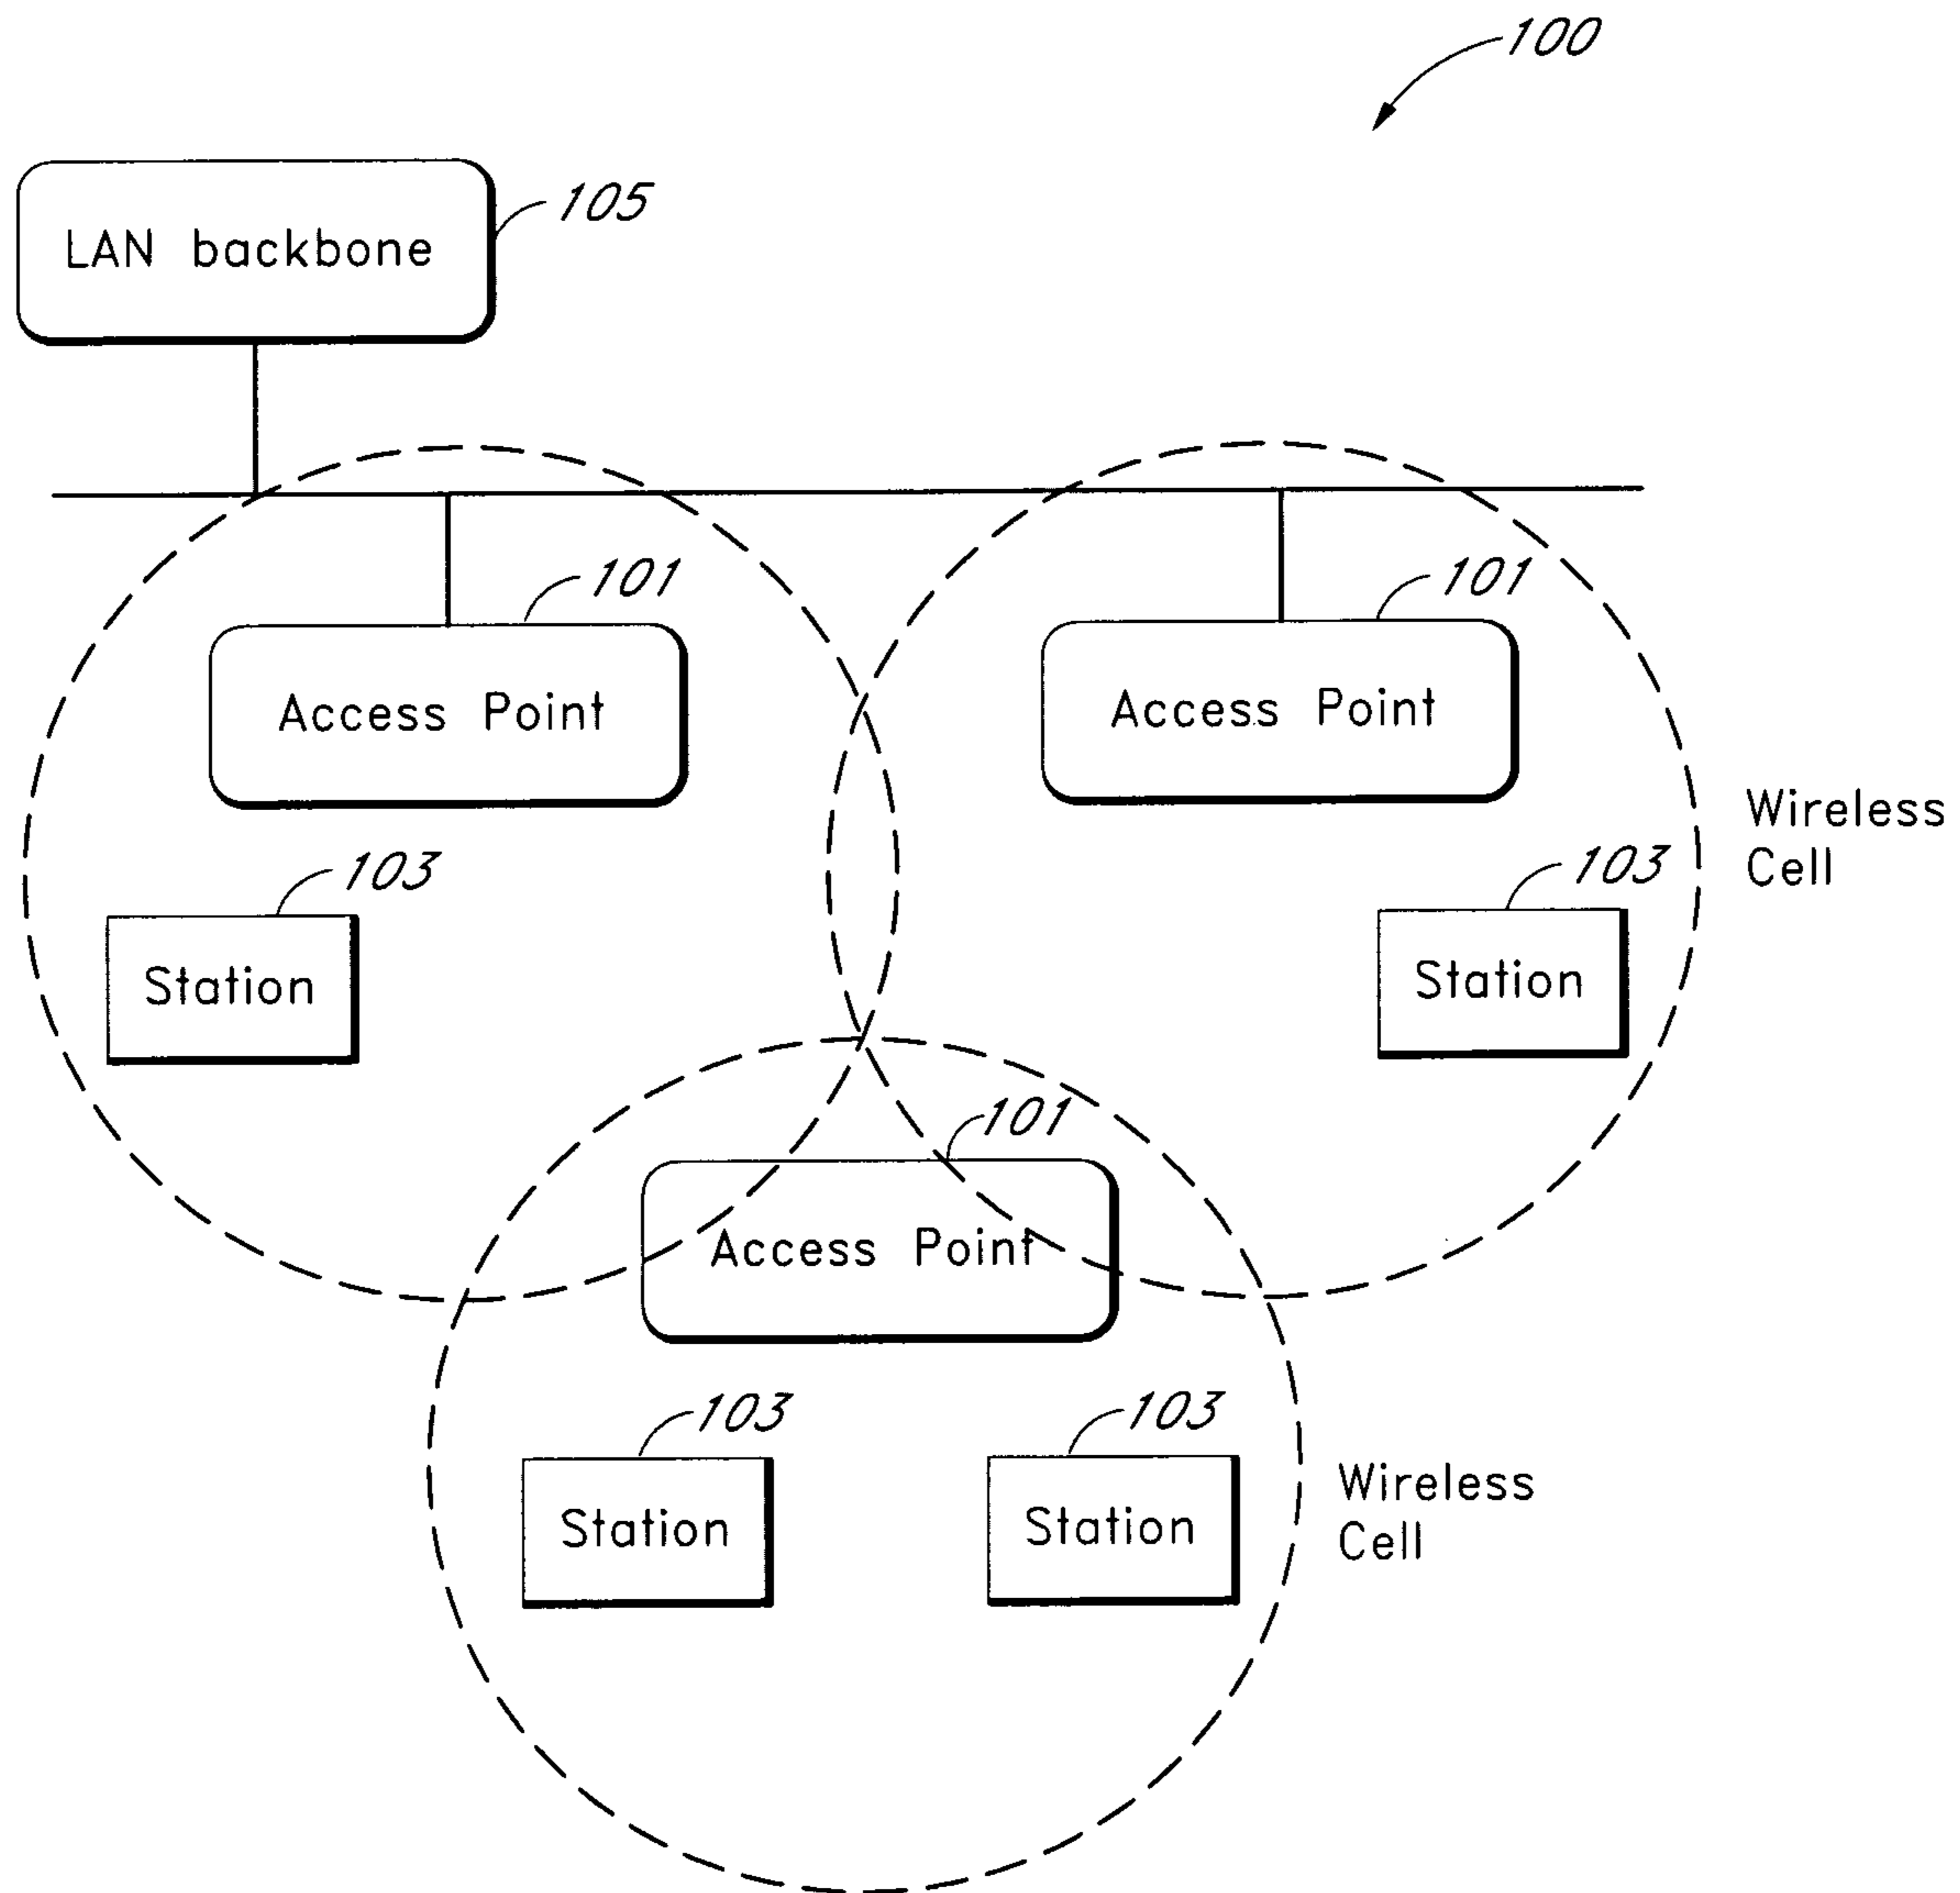 100
105
LAN backbone
101
101
Access Point
Access Point
Wireless
Cell
103
103
Station
Station
101
Access Point
103
103
Station
Station
Wireless
Cell